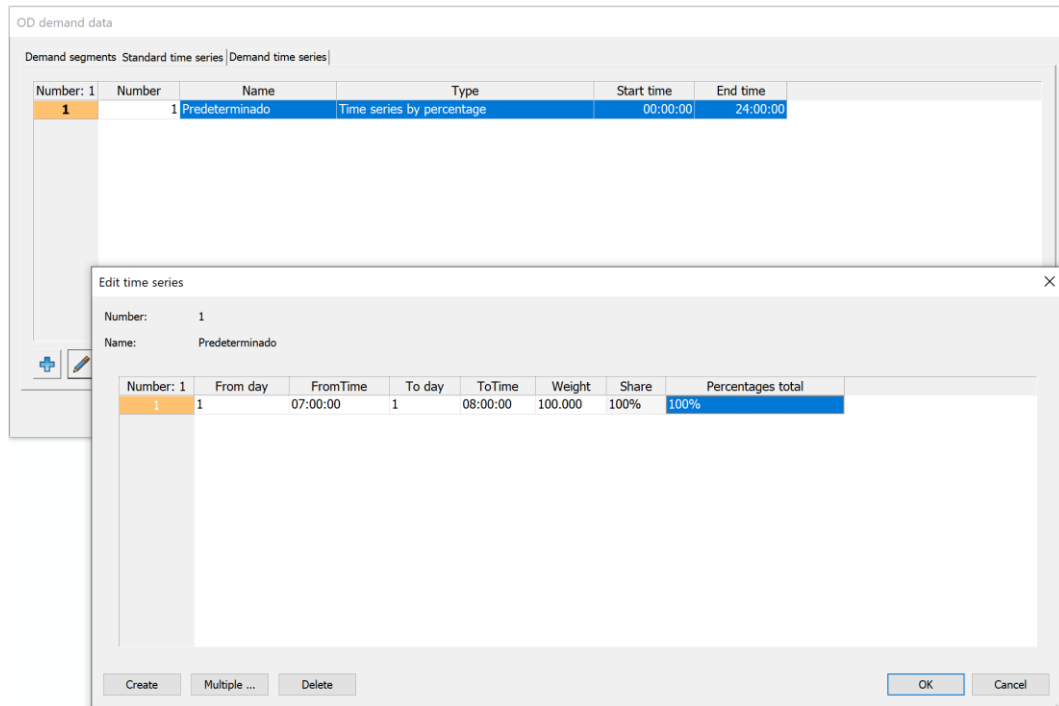 OD demand data
Demand segments Standard time series Demand time series
Number: 1 Number Name Type Start time End time
1 1 Predeterminado Time series by percentage 00:00:00 24:00:00
Edit time series
Number: 1
Name: Predeterminado
Number: 1 From day FromTime To day ToTime Weight Share Percentages total
1 1 07:00:00 1 08:00:00 100.000 100% 100%
Create Multiple ... Delete OK Cancel